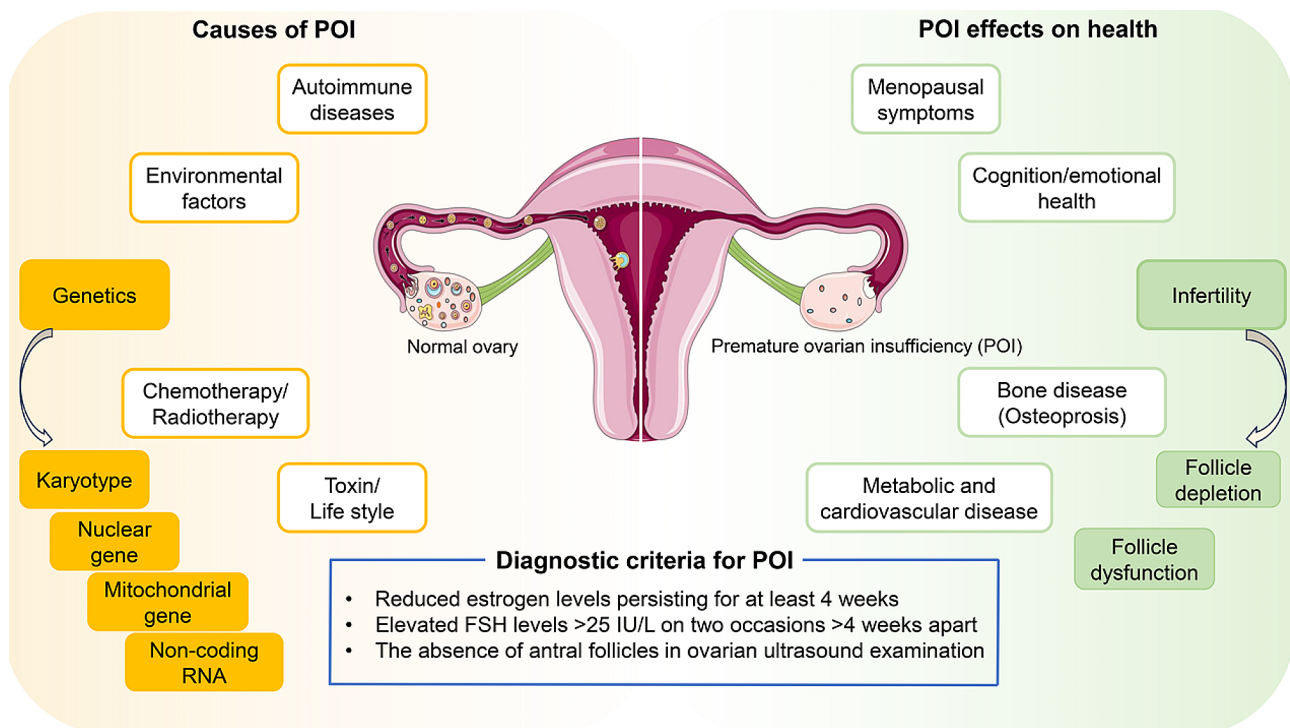 Causes of POI
Autoimmune
diseases
Environmental
factors
Genetics
Chemotherapy/
Radiotherapy
Karyotype
Toxin/
Life style
Nuclear
gene
Mitochondrial
gene
Non-coding
RNA
Normal ovary
Premature ovarian insufficiency (POI)
POI effects on health
Menopausal
symptoms
Cognition/emotional
health
Infertility
Bone disease
(Osteoprosis)
Follicle
depletion
Metabolic and
cardiovascular disease
Follicle
dysfunction
Diagnostic criteria for POI
• Reduced estrogen levels persisting for at least 4 weeks
• Elevated FSH levels >25 IU/L on two occasions >4 weeks apart
• The absence of antral follicles in ovarian ultrasound examination